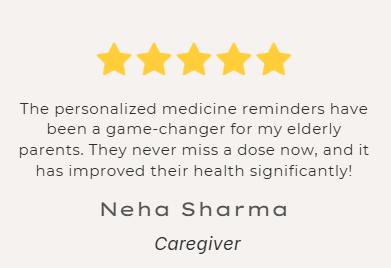 The personalized medicine reminders have
been a game-changer for my elderly
parents. They never miss a dose now, and it
has improved their health significantly!
Neha Sharma
Caregiver